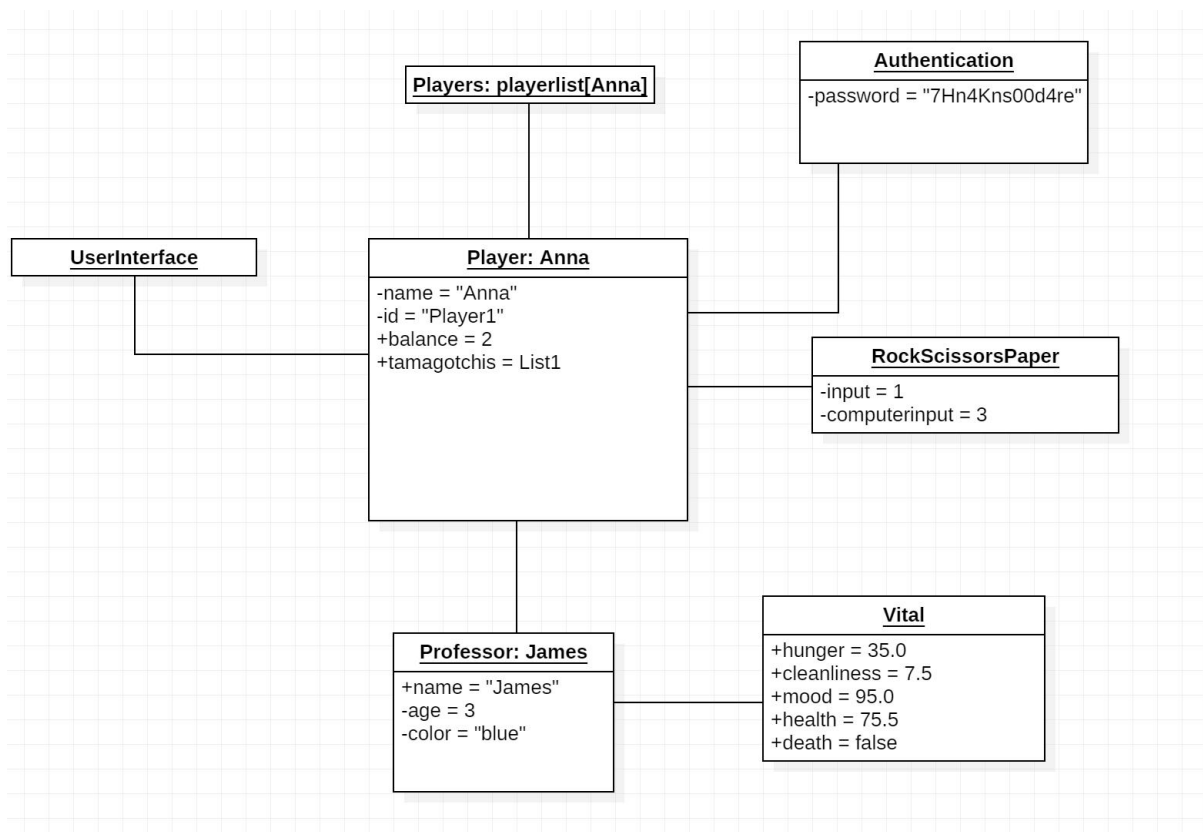 Players: playerlist[Anna]
Authentication
-password = "7Hn4Kns00d4re"
UserInterface
Player: Anna
-name = "Anna"
-id = "Player1"
+balance = 2
+tamagotchis = List1
RockScissorsPaper
-input = 1
-computerinput = 3
Professor: James
+name = "James"
-age = 3
-color = "blue"
Vital
+hunger = 35.0
+cleanliness = 7.5
+mood = 95.0
+health = 75.5
+death = false